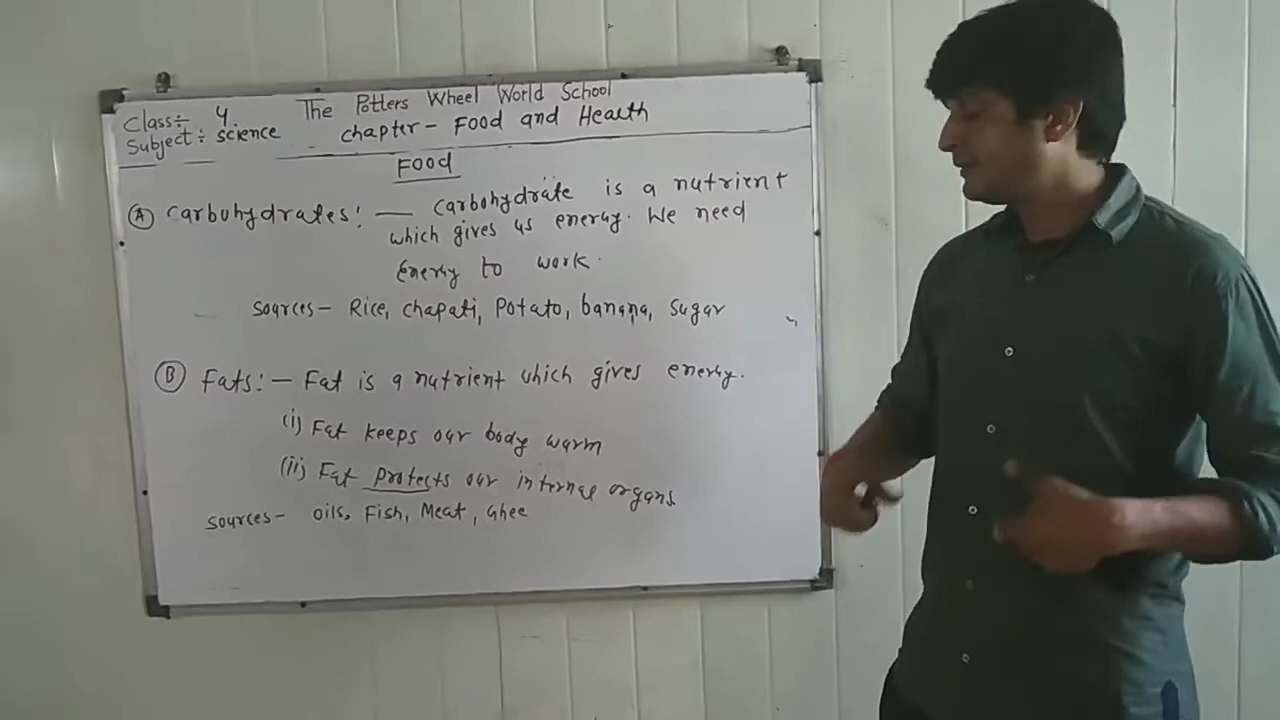 The Potters Wheel World School
Class÷ 4.
Subject÷ science
chapter- Food and Health
FOOD
(A) Carbohydrates:— Carbohydrate is a nutrient
which gives us energy. We need
Energy to work.
Sources- Rice, chapati, Potato, banana, Sugar
(B) Fats:— Fat is a nutrient which gives energy.
(i) Fat keeps our body warm
(ii) Fat protects our internal organs
Sources- oils, Fish, Meat, Ghee